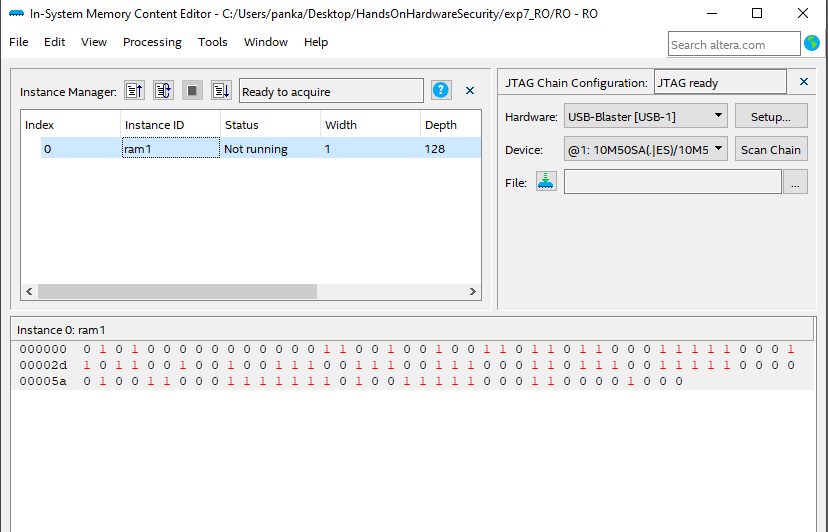 In-System Memory Content Editor - C:/Users/panka/Desktop/HandsOnHardwareSecurity/exp7_RO/RO - RO
File Edit View Processing Tools Window Help
Search altera.com
Instance Manager: Ready to acquire
Index Instance ID Status Width Depth
0 ram1 Not running 1 128
JTAG Chain Configuration: JTAG ready
Hardware: USB-Blaster [USB-1] Setup...
Device: @1: 10M50SA(.|ES)/10M5 Scan Chain
File: ...
Instance 0: ram1
000000 0 1 0 1 0 0 0 0 0 0 0 0 0 0 0 1 1 0 0 1 0 0 1 0 0 1 1 0 1 1 0 1 1 0 0 0 1 1 1 1 1 0 0 0 1
00002d 1 0 1 1 0 0 1 0 0 1 0 0 1 1 1 0 0 1 0 0 1 1 1 0 0 1 1 1 0 0 0 1 1 1 0 0 1 1 1 1 1 0 0 0 0
00005a 0 1 0 0 1 1 0 0 0 1 1 1 1 1 1 1 0 1 0 0 1 1 1 1 1 0 0 0 1 1 0 0 0 0 1 0 0 0